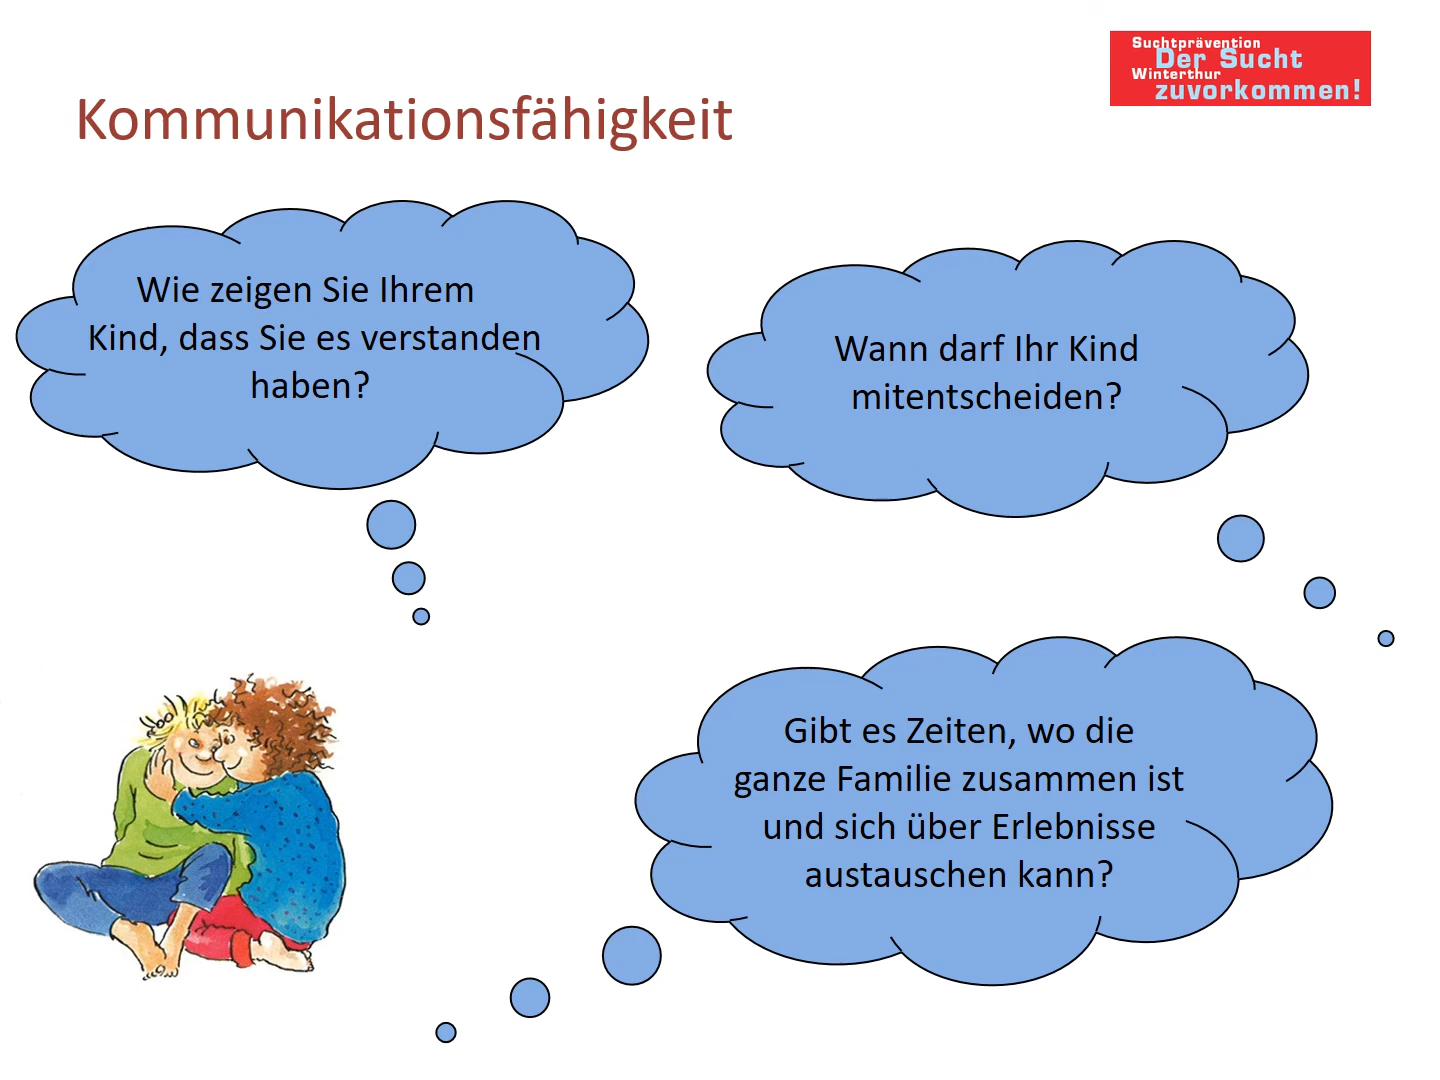 Suchtprävention
Der Sucht
Winterthur
zuvorkommen!
Kommunikationsfähigkeit
Wie zeigen Sie Ihrem
Kind, dass Sie es verstanden
haben?
Wann darf Ihr Kind
mitentscheiden?
Gibt es Zeiten, wo die
ganze Familie zusammen ist
und sich über Erlebnisse
austauschen kann?